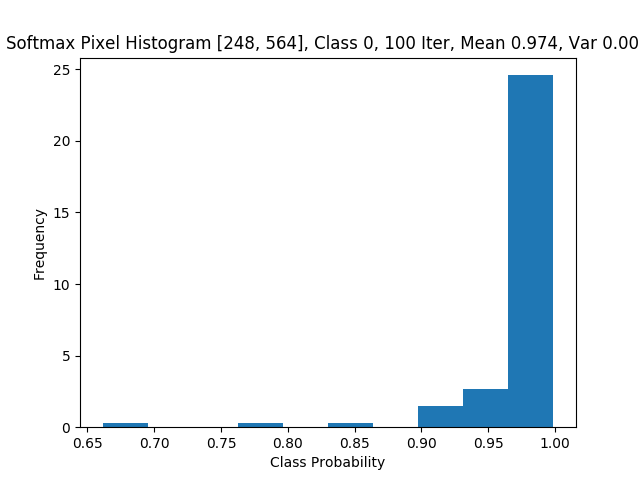 Softmax Pixel Histogram [248, 564], Class 0, 100 Iter, Mean 0.974, Var 0.00
25
20
15
10
5
0
Frequency
0.65 0.70 0.75 0.80 0.85 0.90 0.95 1.00
Class Probability